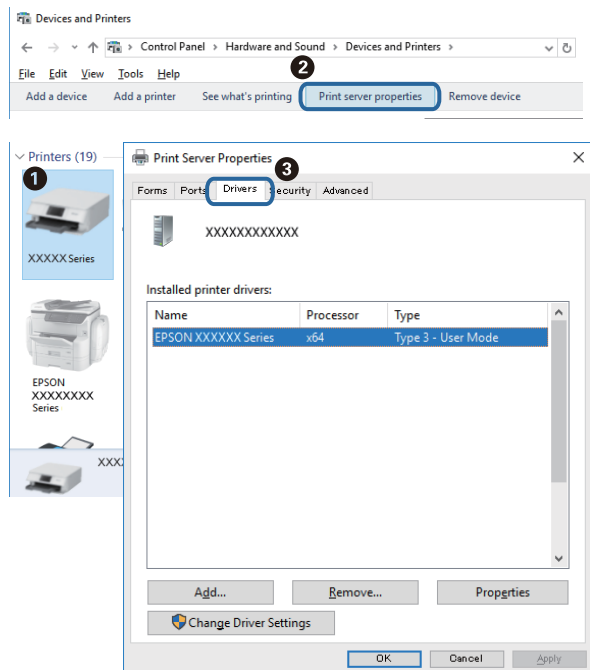 Devices and Printers
Control Panel > Hardware and Sound > Devices and Printers >
File Edit View Tools Help
2
Add a device Add a printer See what's printing Print server properties Remove device
Printers (19)
1
XXXXX Series
EPSON
XXXXXXXX
Series
XXX
Print Server Properties
3
Forms Ports Drivers ecurity Advanced
XXXXXXXXXXXX
Installed printer drivers:
Name Processor Type
EPSON XXXXXX Series x64 Type 3 - User Mode
Add... Remove... Properties
Change Driver Settings
OK Cancel Apply